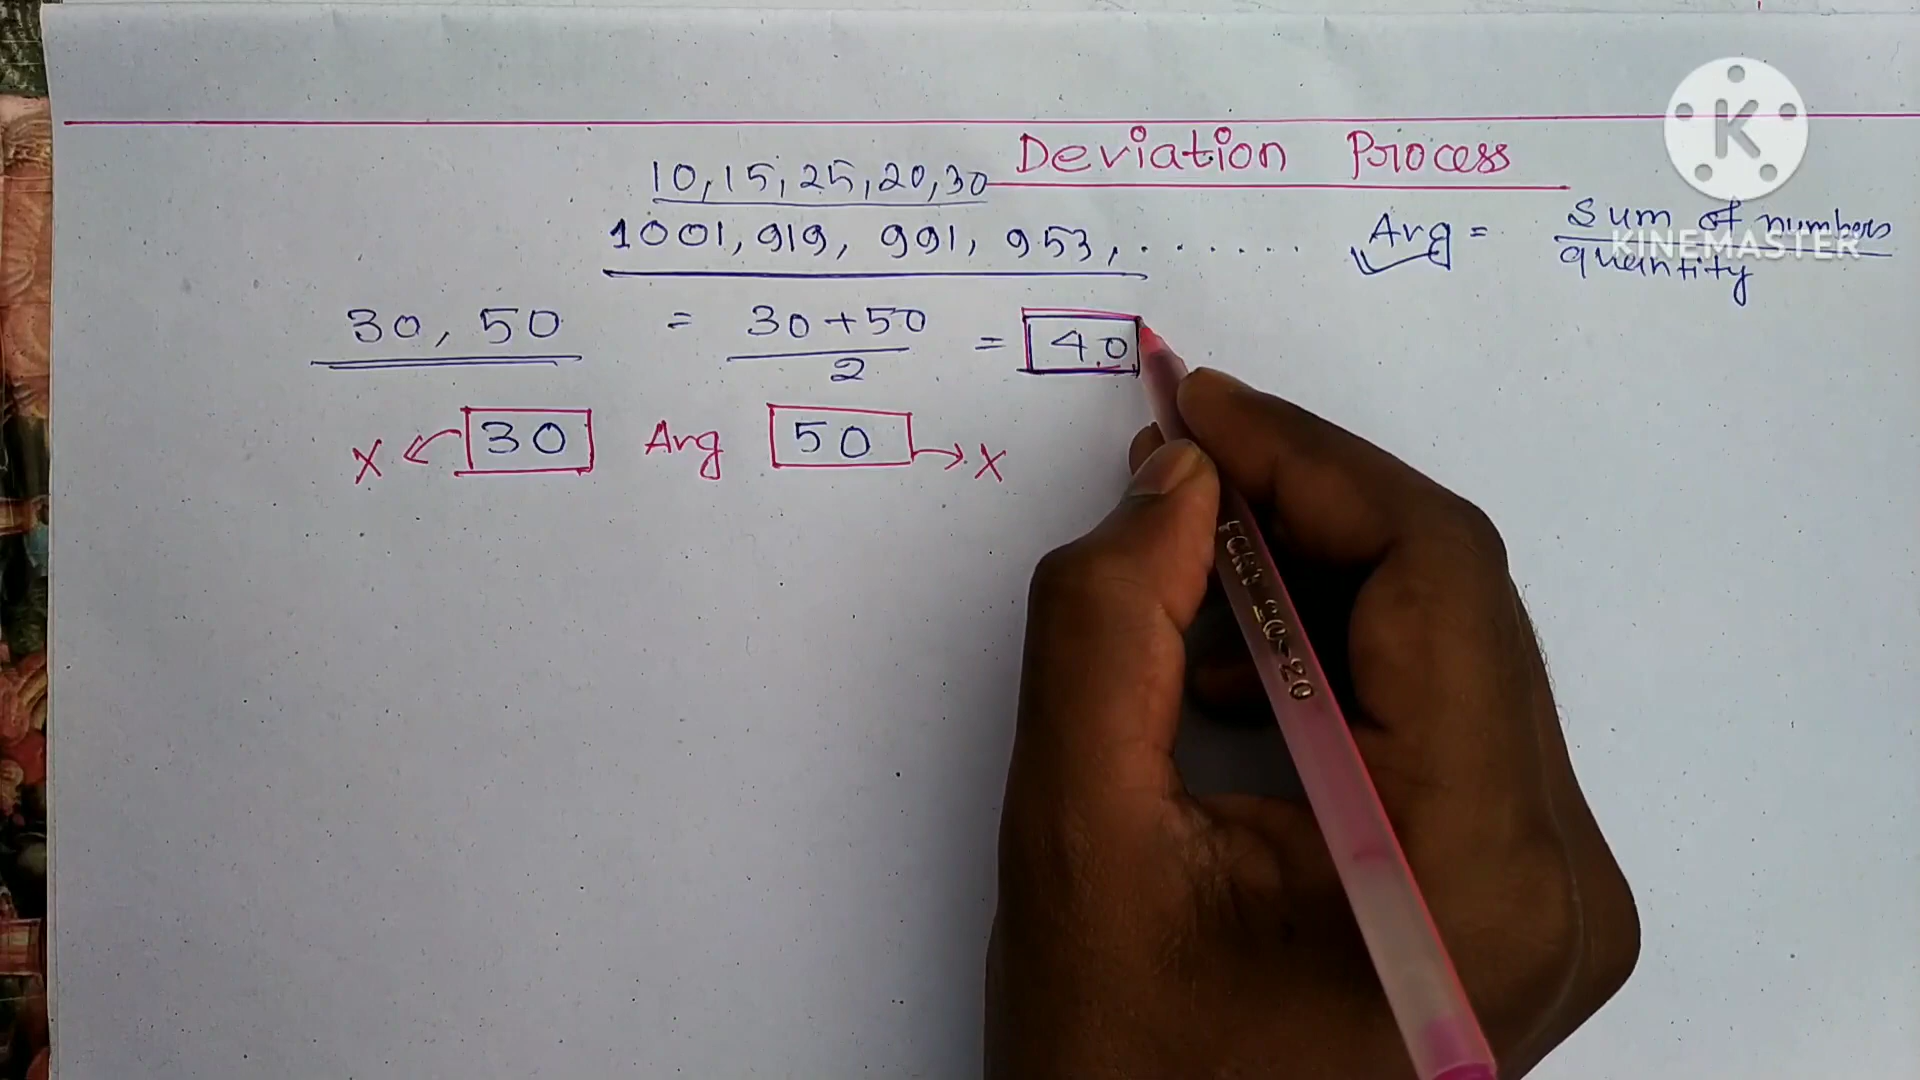 Deviation Process
10, 15, 25, 20, 30
1001, 919, 991, 953, . . . . . . .
Avg = Sum of numbers
quantity
KINEMASTER
K
30, 50 = 30+50 = 40
2
X ← 30 Avg 50 → X